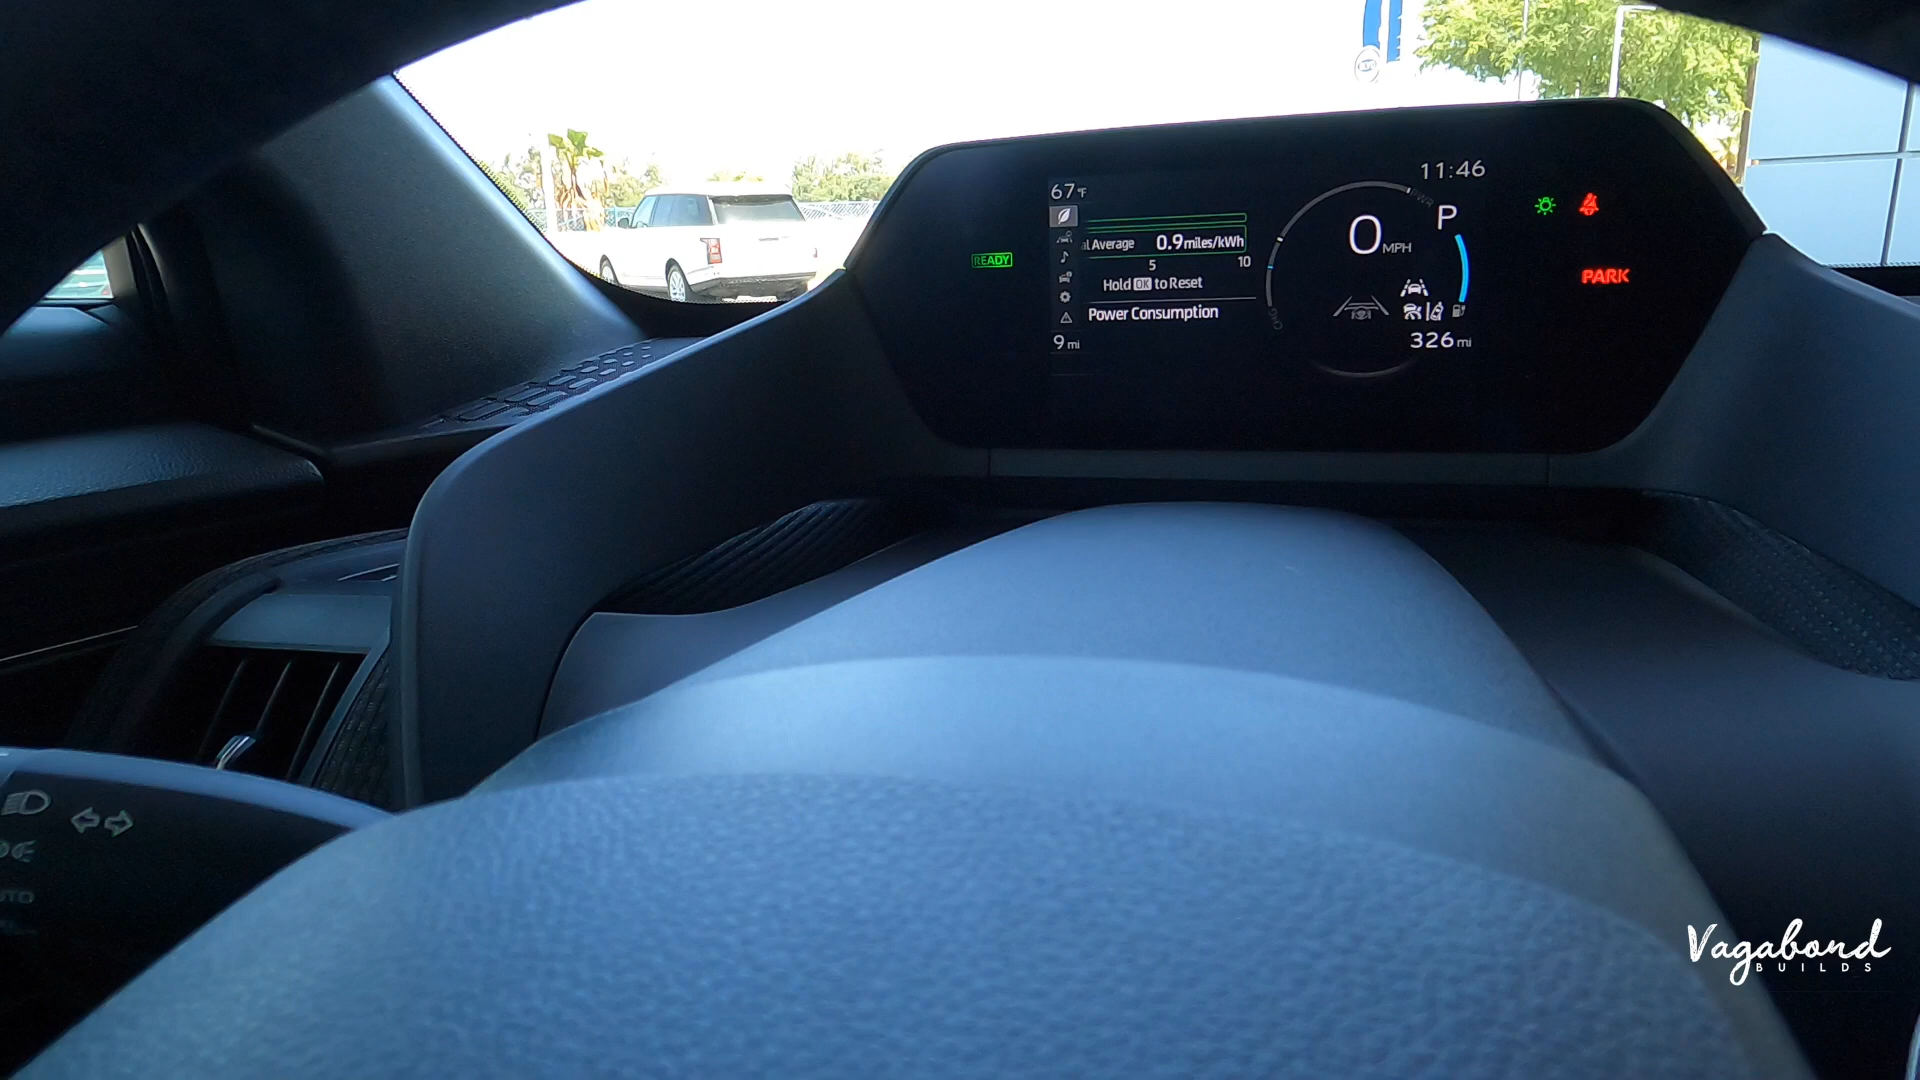 11:46
67°F
P
0 MPH
READY
al Average 0.9 miles/kWh
5 10
Hold OK to Reset
PARK
Power Consumption
9 mi
326 mi
Vagabond
BUILDS